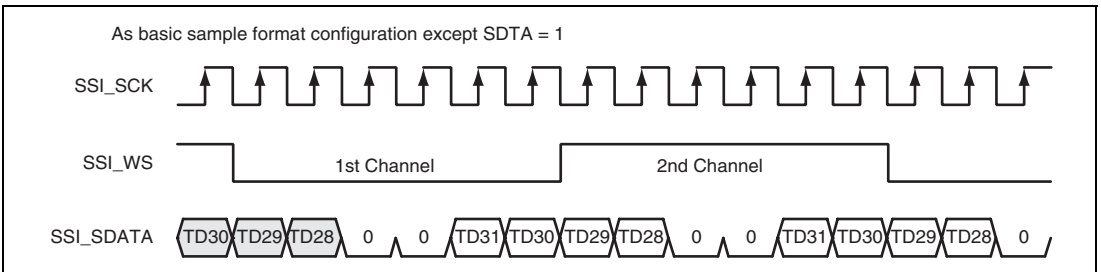 As basic sample format configuration except SDTA = 1
SSI_SCK
SSI_WS 1st Channel 2nd Channel
SSI_SDATA TD30 TD29 TD28 0 0 TD31 TD30 TD29 TD28 0 0 TD31 TD30 TD29 TD28 0